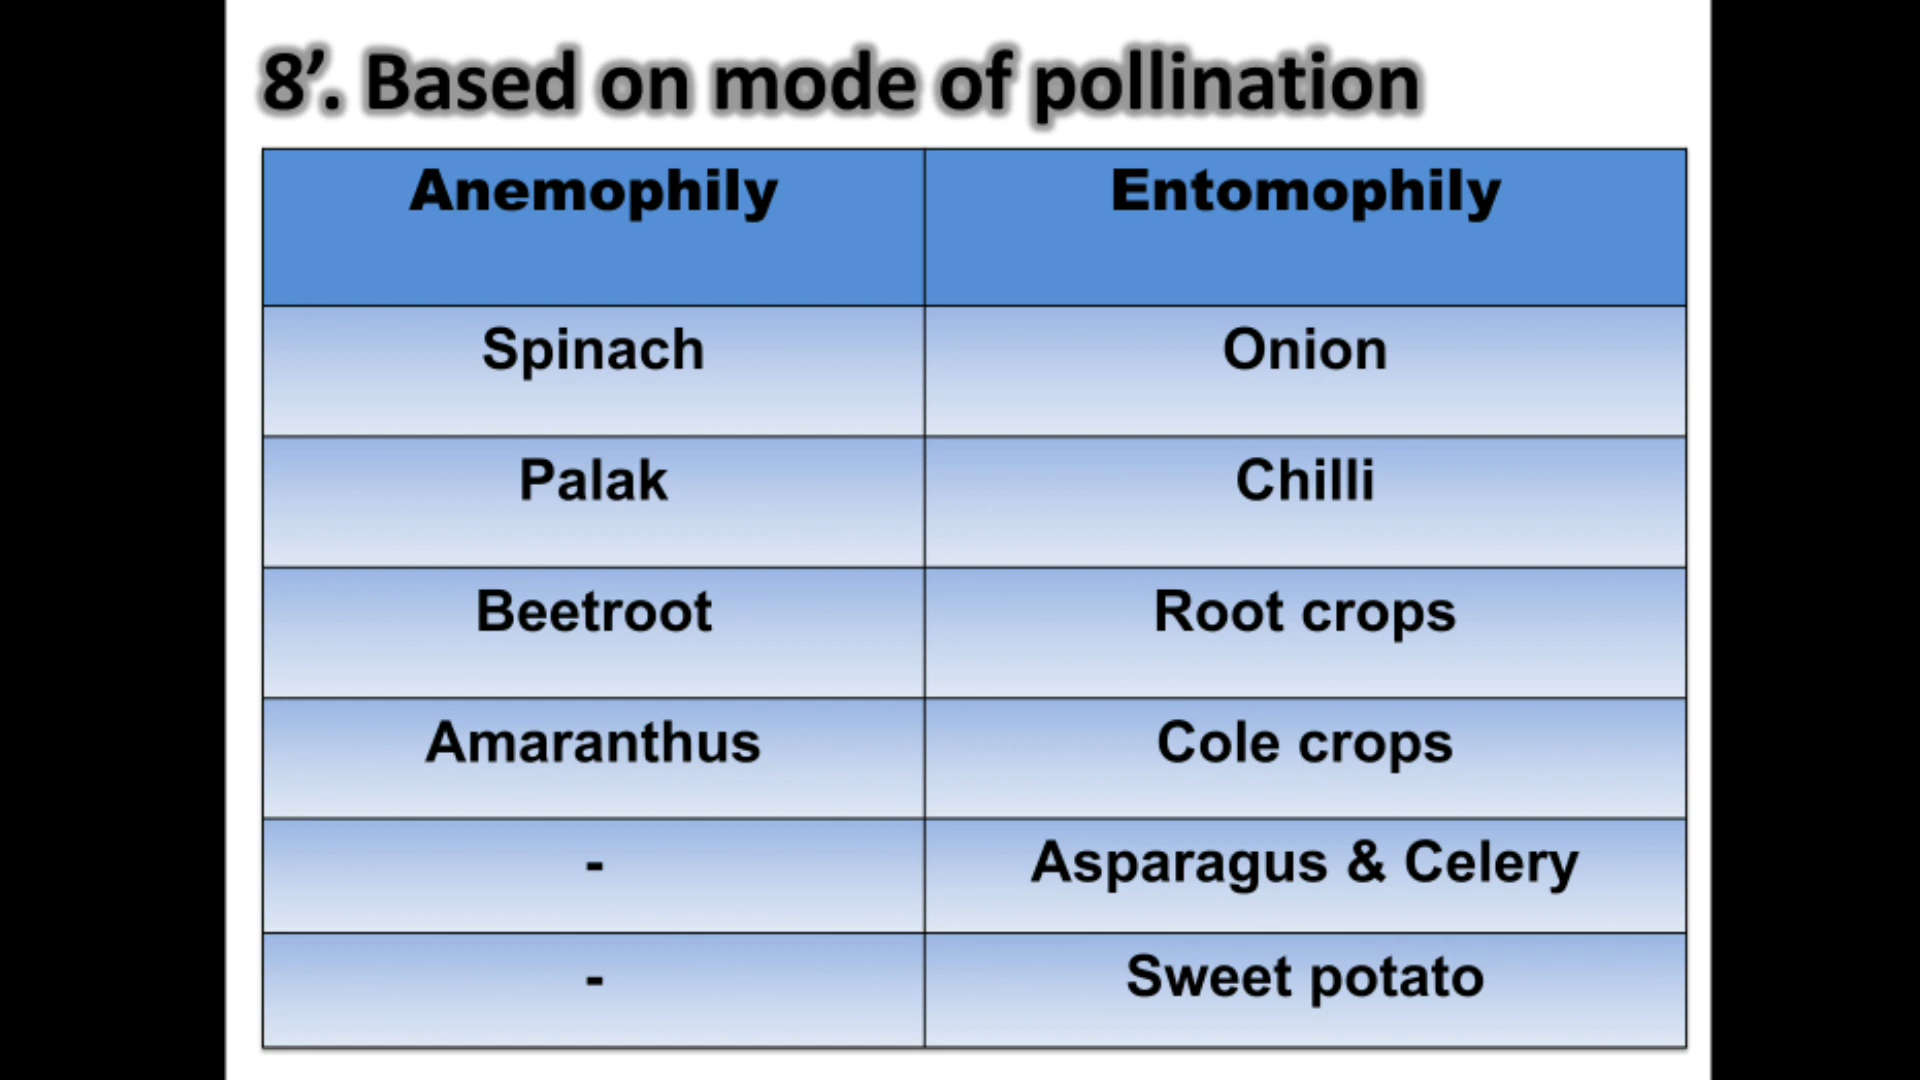 8’. Based on mode of pollination
Anemophily Entomophily
Spinach Onion
Palak Chilli
Beetroot Root crops
Amaranthus Cole crops
- Asparagus & Celery
- Sweet potato